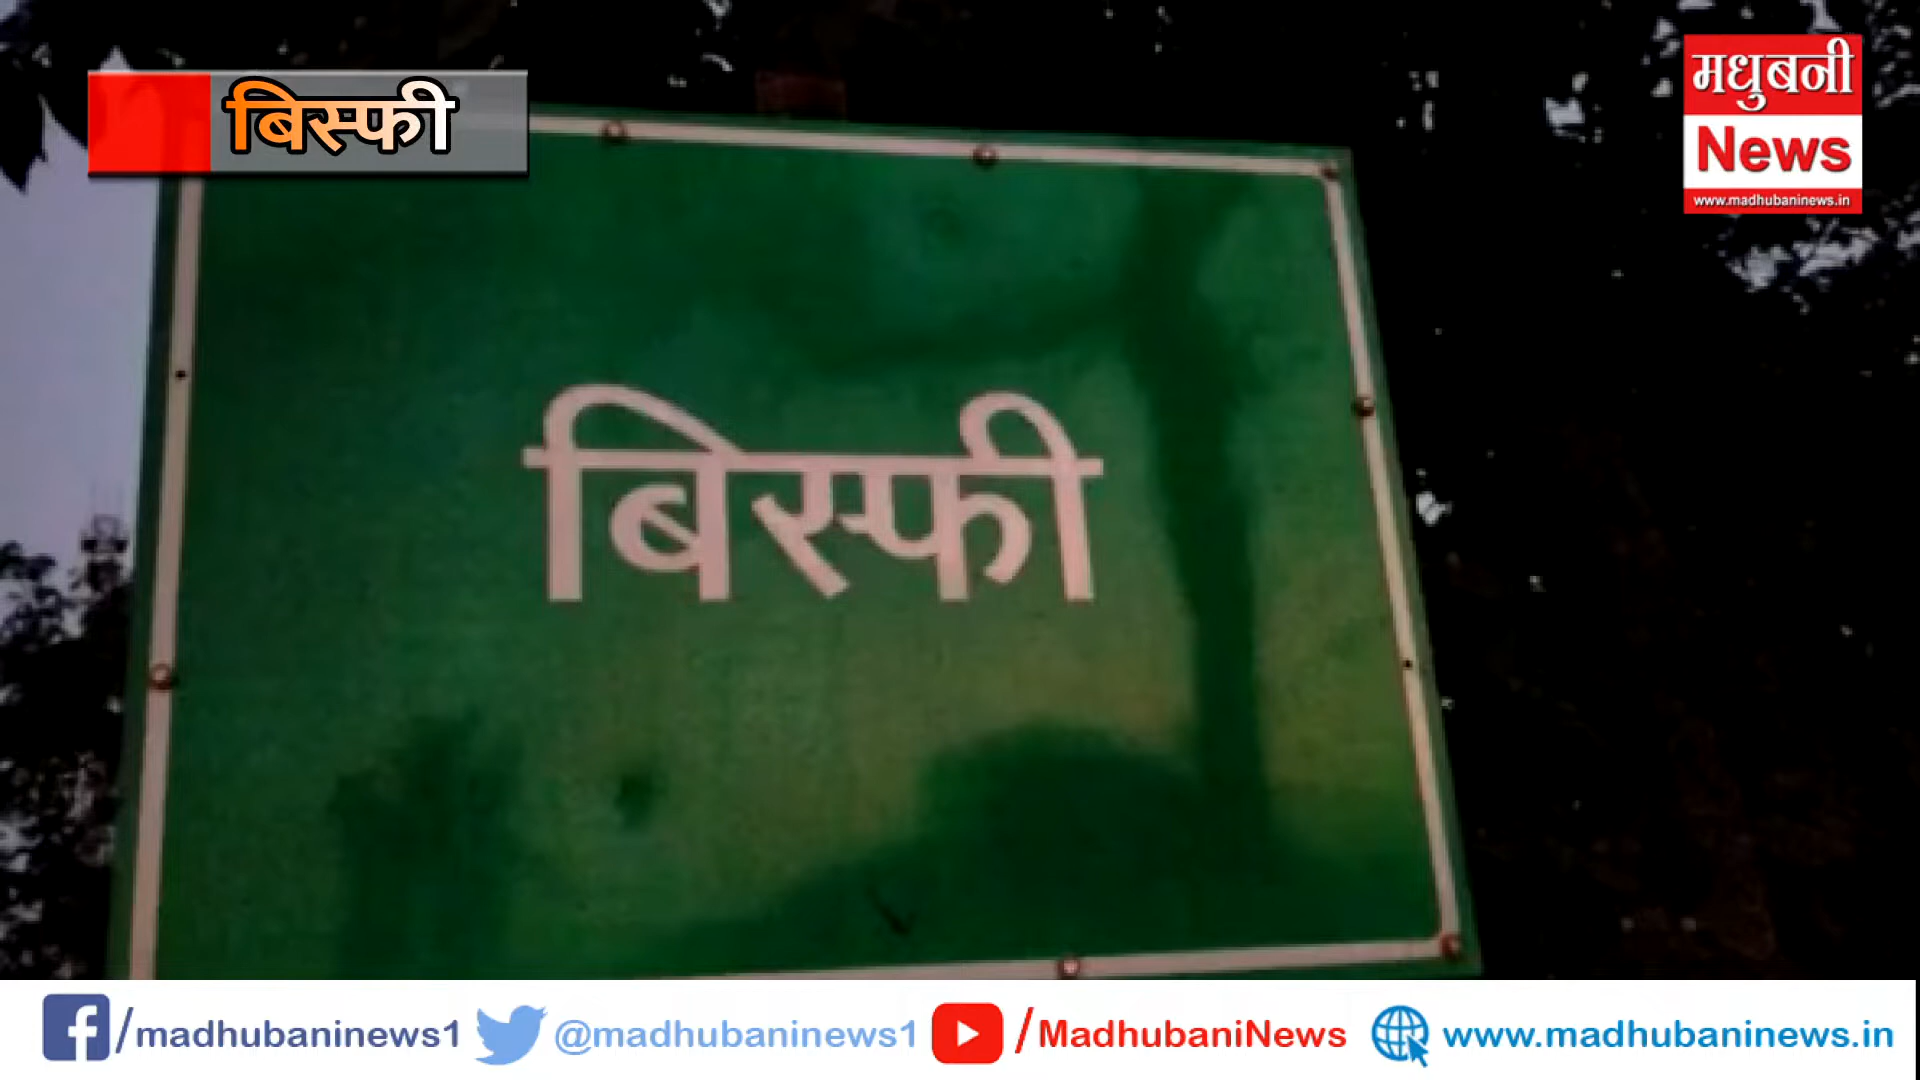 बिस्फी
मधुबनी
News
www.madhubaninews.in
बिस्फी
/madhubaninews1 @madhubaninews1 /MadhubaniNews www.madhubaninews.in